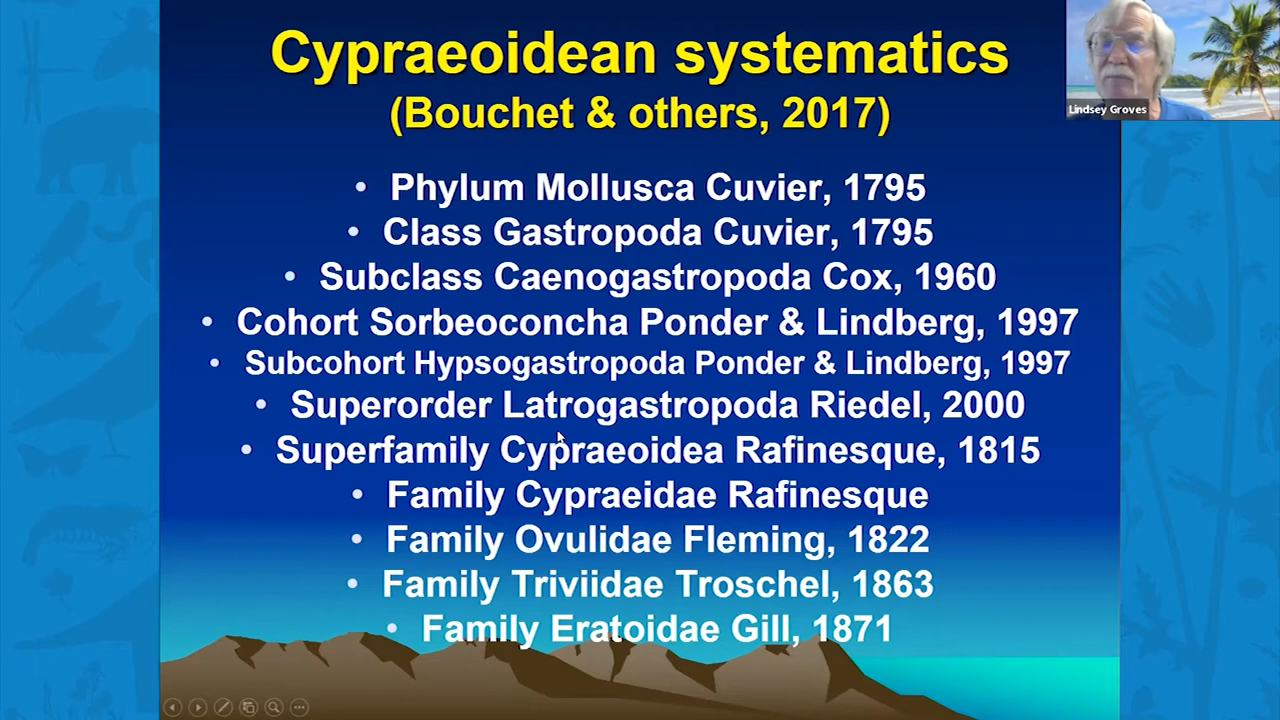 Cypraeoidean systematics
(Bouchet & others, 2017)
Lindsey Groves
• Phylum Mollusca Cuvier, 1795
• Class Gastropoda Cuvier, 1795
• Subclass Caenogastropoda Cox, 1960
• Cohort Sorbeoconcha Ponder & Lindberg, 1997
• Subcohort Hypsogastropoda Ponder & Lindberg, 1997
• Superorder Latrogastropoda Riedel, 2000
• Superfamily Cypraeoidea Rafinesque, 1815
• Family Cypraeidae Rafinesque
• Family Ovulidae Fleming, 1822
• Family Triviidae Troschel, 1863
• Family Eratoidae Gill, 1871